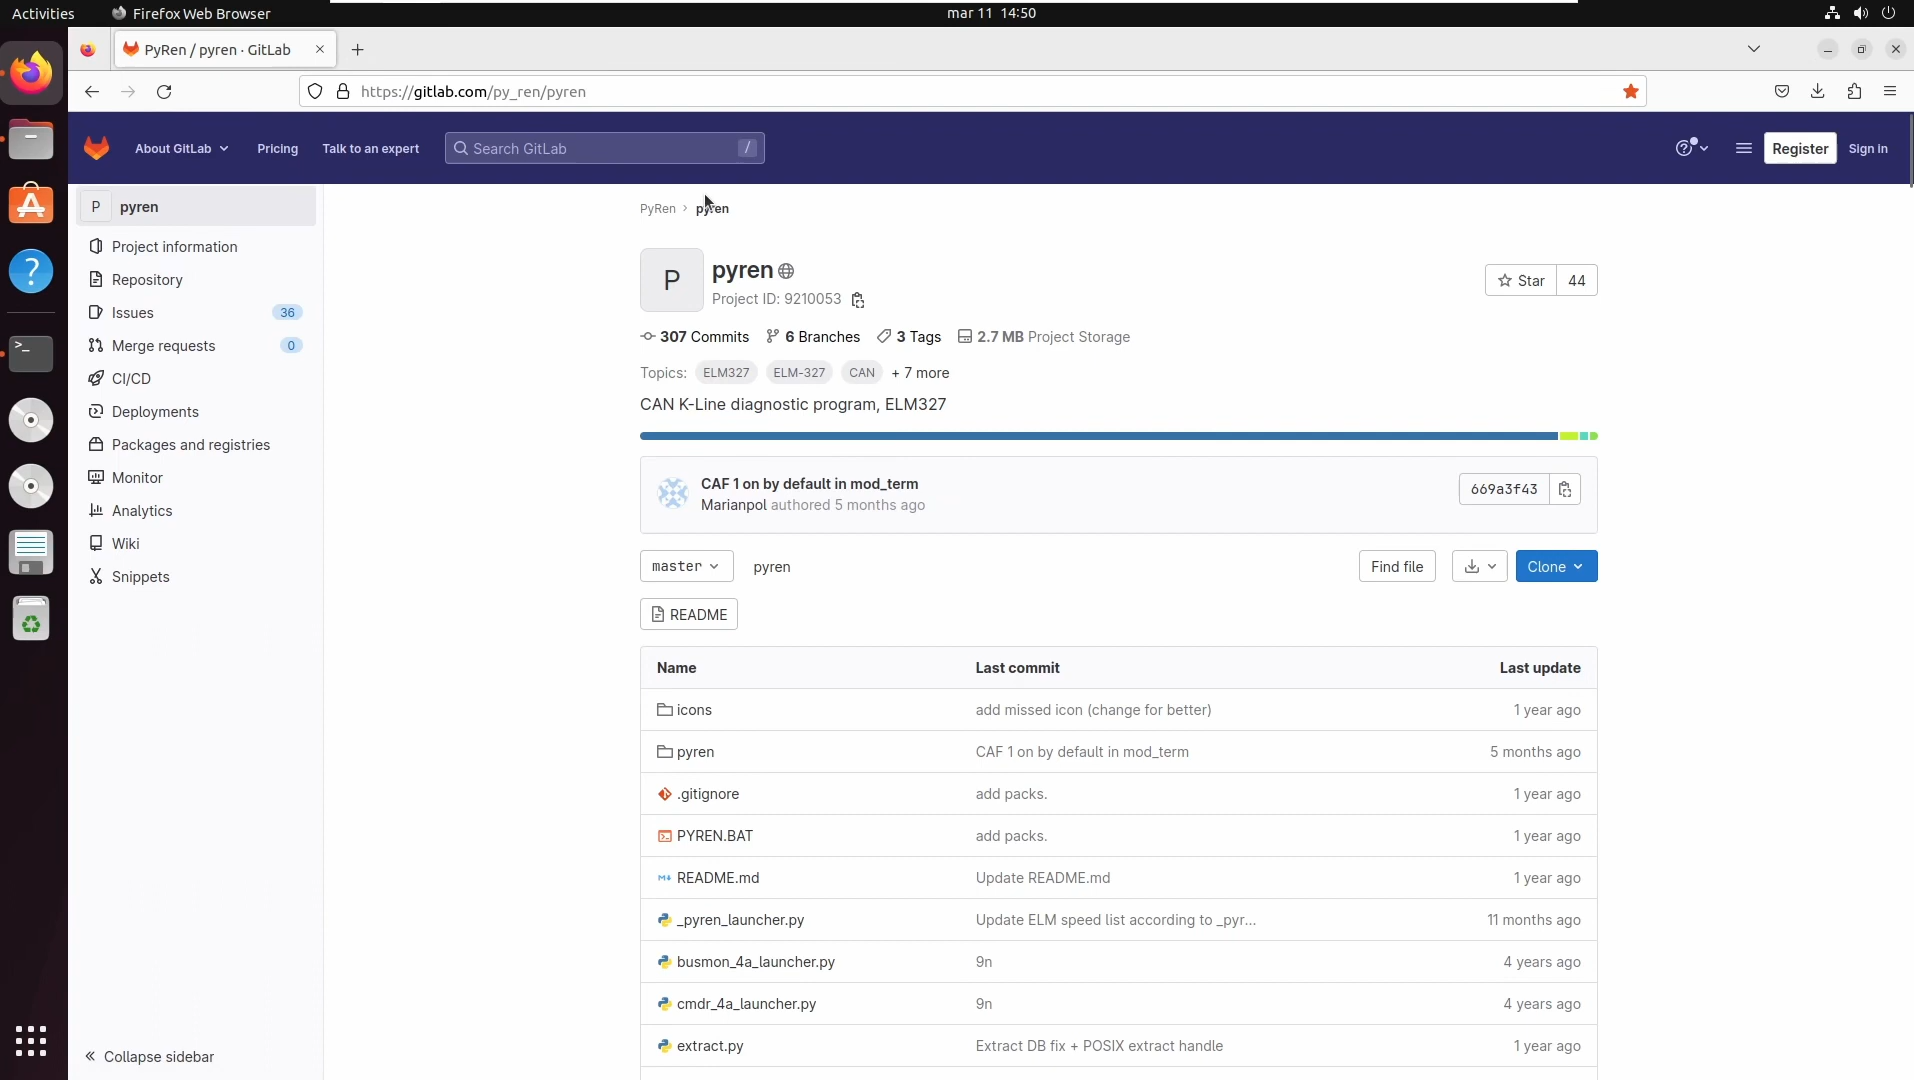 Activities
Firefox Web Browser
mar 11 14:50
PyRen / pyren · GitLab
https://gitlab.com/py_ren/pyren
About GitLab
Pricing
Talk to an expert
Search GitLab
/
Register
Sign in
P pyren
Project information
Repository
Issues 36
Merge requests 0
CI/CD
Deployments
Packages and registries
Monitor
Analytics
Wiki
Snippets
Collapse sidebar
PyRen › pyren
P
pyren
Project ID: 9210053
Star 44
307 Commits 6 Branches 3 Tags 2.7 MB Project Storage
Topics: ELM327 ELM-327 CAN + 7 more
CAN K-Line diagnostic program, ELM327
CAF 1 on by default in mod_term
Marianpol authored 5 months ago
669a3f43
master pyren Find file Clone
README
Name Last commit Last update
icons add missed icon (change for better) 1 year ago
pyren CAF 1 on by default in mod_term 5 months ago
.gitignore add packs. 1 year ago
PYREN.BAT add packs. 1 year ago
README.md Update README.md 1 year ago
_pyren_launcher.py Update ELM speed list according to _pyr... 11 months ago
busmon_4a_launcher.py 9n 4 years ago
cmdr_4a_launcher.py 9n 4 years ago
extract.py Extract DB fix + POSIX extract handle 1 year ago